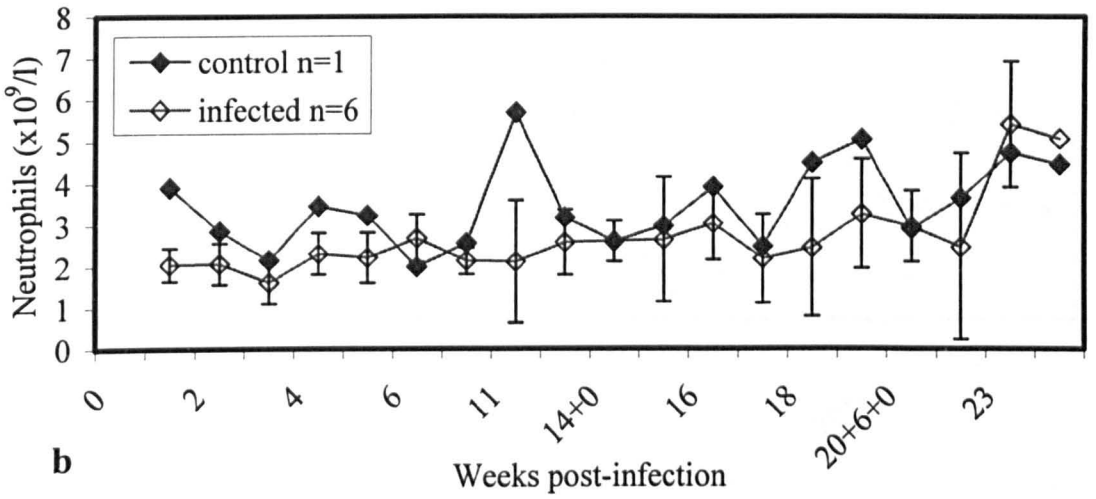 8
7
6
5
4
3
2
1
0
Neutrophils (x10⁹/l)
control n=1
infected n=6
0 2 4 6 11 14+0 16 18 20+6+0 23
b
Weeks post-infection